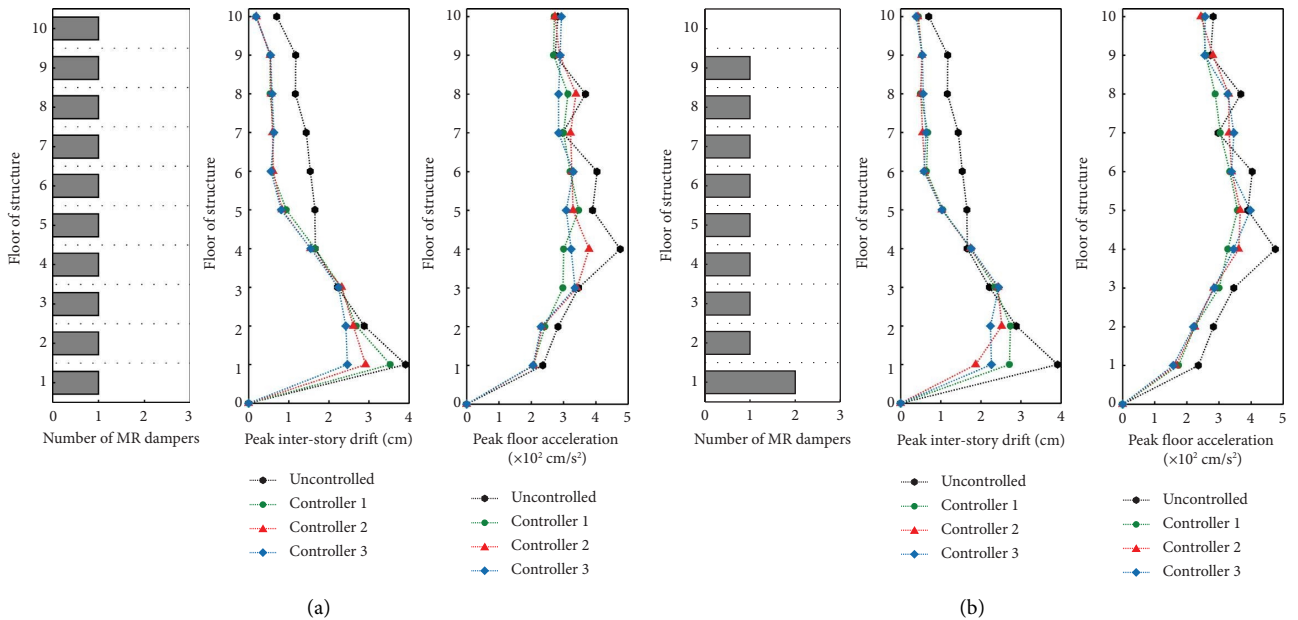 Floor of structure
10
9
8
7
6
5
4
3
2
1
0 1 2 3
Number of MR dampers
Floor of structure
10
9
8
7
6
5
4
3
2
1
0
0 1 2 3 4
Peak inter-story drift (cm)
Uncontrolled
Controller 1
Controller 2
Controller 3
Floor of structure
10
9
8
7
6
5
4
3
2
1
0
0 1 2 3 4 5
Peak floor acceleration
(×10² cm/s²)
Uncontrolled
Controller 1
Controller 2
Controller 3
(a)
Floor of structure
10
9
8
7
6
5
4
3
2
1
0 1 2 3
Number of MR dampers
Floor of structure
10
9
8
7
6
5
4
3
2
1
0
0 1 2 3 4
Peak inter-story drift (cm)
Uncontrolled
Controller 1
Controller 2
Controller 3
Floor of structure
10
9
8
7
6
5
4
3
2
1
0
0 1 2 3 4 5
Peak floor acceleration
(×10² cm/s²)
Uncontrolled
Controller 1
Controller 2
Controller 3
(b)